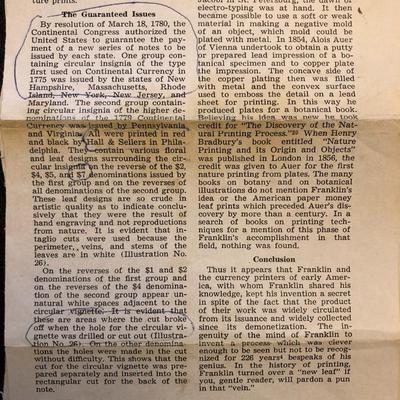 ture prints.
The Guaranteed Issues
By resolution of March 18, 1780, the
Continental Congress authorized the
United States to guarantee the pay-
ment of a new series of notes to be
issued by each state. One group con-
taining circular insignia of the type
first used on Continental Currency in
1775 was issued by the states of New
Hampshire, Massachusetts, Rhode
Island, New York, New Jersey, and
Maryland. The second group contain-
ing circular insignia of the higher de-
nominations of the 1779 Continental
Currency was issued by Pennsylvania
and Virginia. All were printed in red
and black by Hall & Sellers in Phila-
delphia. They contain various floral
and leaf designs surrounding the cir-
cular insignia on the reverse of the $2,
$4, $5, and $7 denominations issued by
the first group and on the reverses of
all denominations of the second group.
These leaf designs are so crude in
artistic quality as to indicate conclu-
sively that they were the result of
hand engraving and not reproductions
from nature. It is evident that in-
taglio cuts were used because the
perimeter, veins, and stems of the
leaves are in white (Illustration No.
26).
On the reverses of the $1 and $2
denominations of the first group and
on the reverses of the $4 denomina-
tion of the second group appear un-
natural white spaces adjacent to the
circular vignette. It is evident that
these are areas where the cut broke
off when the hole for the circular vi-
gnette was drilled or cut out (Illustra-
tion No. 26). On the other denomina-
tions the holes were made in the cut
without difficulty. This shows that the
cut for the circular vignette was pre-
pared separately and inserted into the
rectangular cut for the back of the
note.
electro-typing was at hand. It then
became possible to use a soft or weak
material in making a negative mold
of an object, which mold could be
plated with metal. In 1854, Alois Auer
of Vienna undertook to obtain a putty
or prepared lead impression of a bo-
tanical specimen and to copper plate
the impression. The concave side of
the copper plating then was filled
with metal and the convex surface
used to emboss the detail on a lead
sheet for printing. In this way he
produced plates for a botanical book.
Believing his idea was new he took
credit for "The Discovery of the Nat-
ural Printing Process."20 When Henry
Bradbury's book entitled "Nature
Printing and its Origin and Objects"
was published in London in 1856, the
credit was given to Auer for the first
nature printing from plates. The many
books on botany and on botanical
illustrations do not mention Franklin's
idea or the American paper money
leaf prints which preceded Auer's dis-
covery by more than a century. In a
search of books on printing tech-
niques for a mention of this phase of
Franklin's accomplishment in that
field, nothing was found.
Conclusion
Thus it appears that Franklin and
the currency printers of early Amer-
ica, with whom Franklin shared his
knowledge, kept his invention a secret
in spite of the fact that the product
of their work was widely circulated
from its issuance and widely collected
since its demonetization. The in-
genuity of the mind of Franklin to
invent a process which was clever
enough to be seen but not to be recog-
nized for 226 years bespeaks of his
genius. In the history of printing,
Franklin turned over a "new leaf" if
you, gentle reader, will pardon a pun
in that "vein."